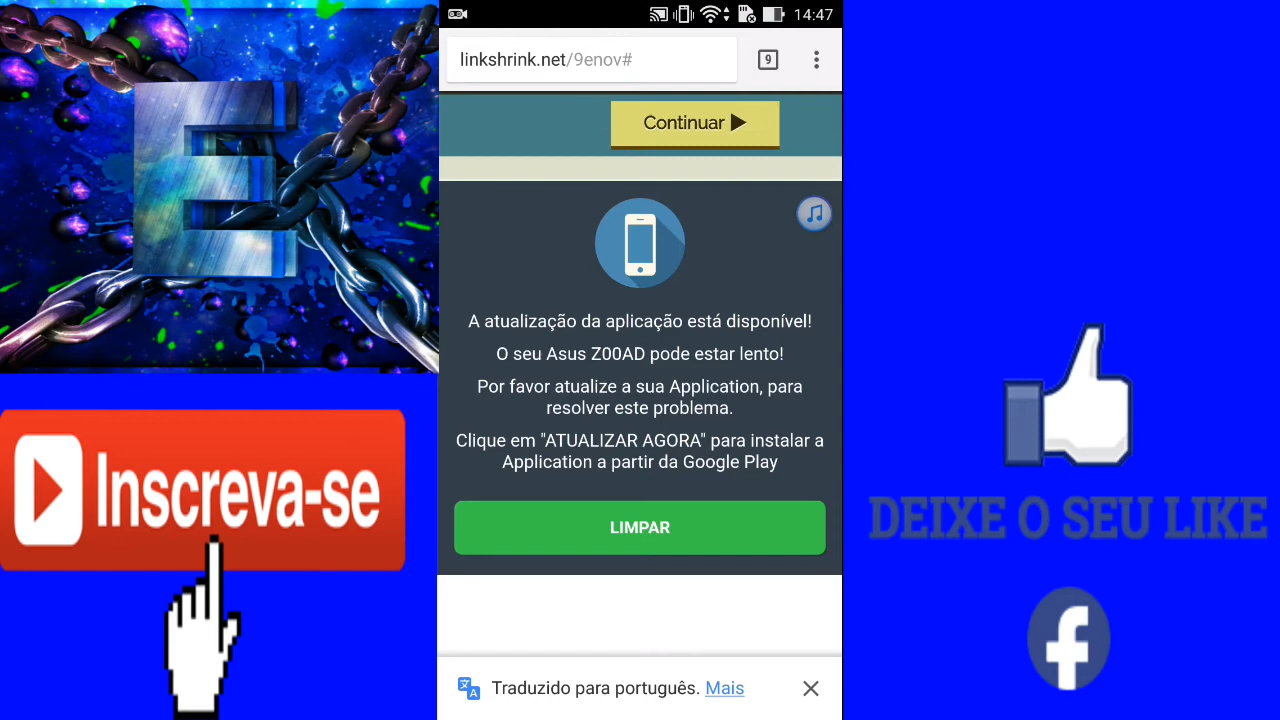 14:47
linkshrink.net/9enov#
9
Continuar
A atualização da aplicação está disponível!
O seu Asus Z00AD pode estar lento!
Por favor atualize a sua Application, para
resolver este problema.
Clique em "ATUALIZAR AGORA" para instalar a
Application a partir da Google Play
LIMPAR
Traduzido para português. Mais
E
Inscreva-se
DEIXE O SEU LIKE
f